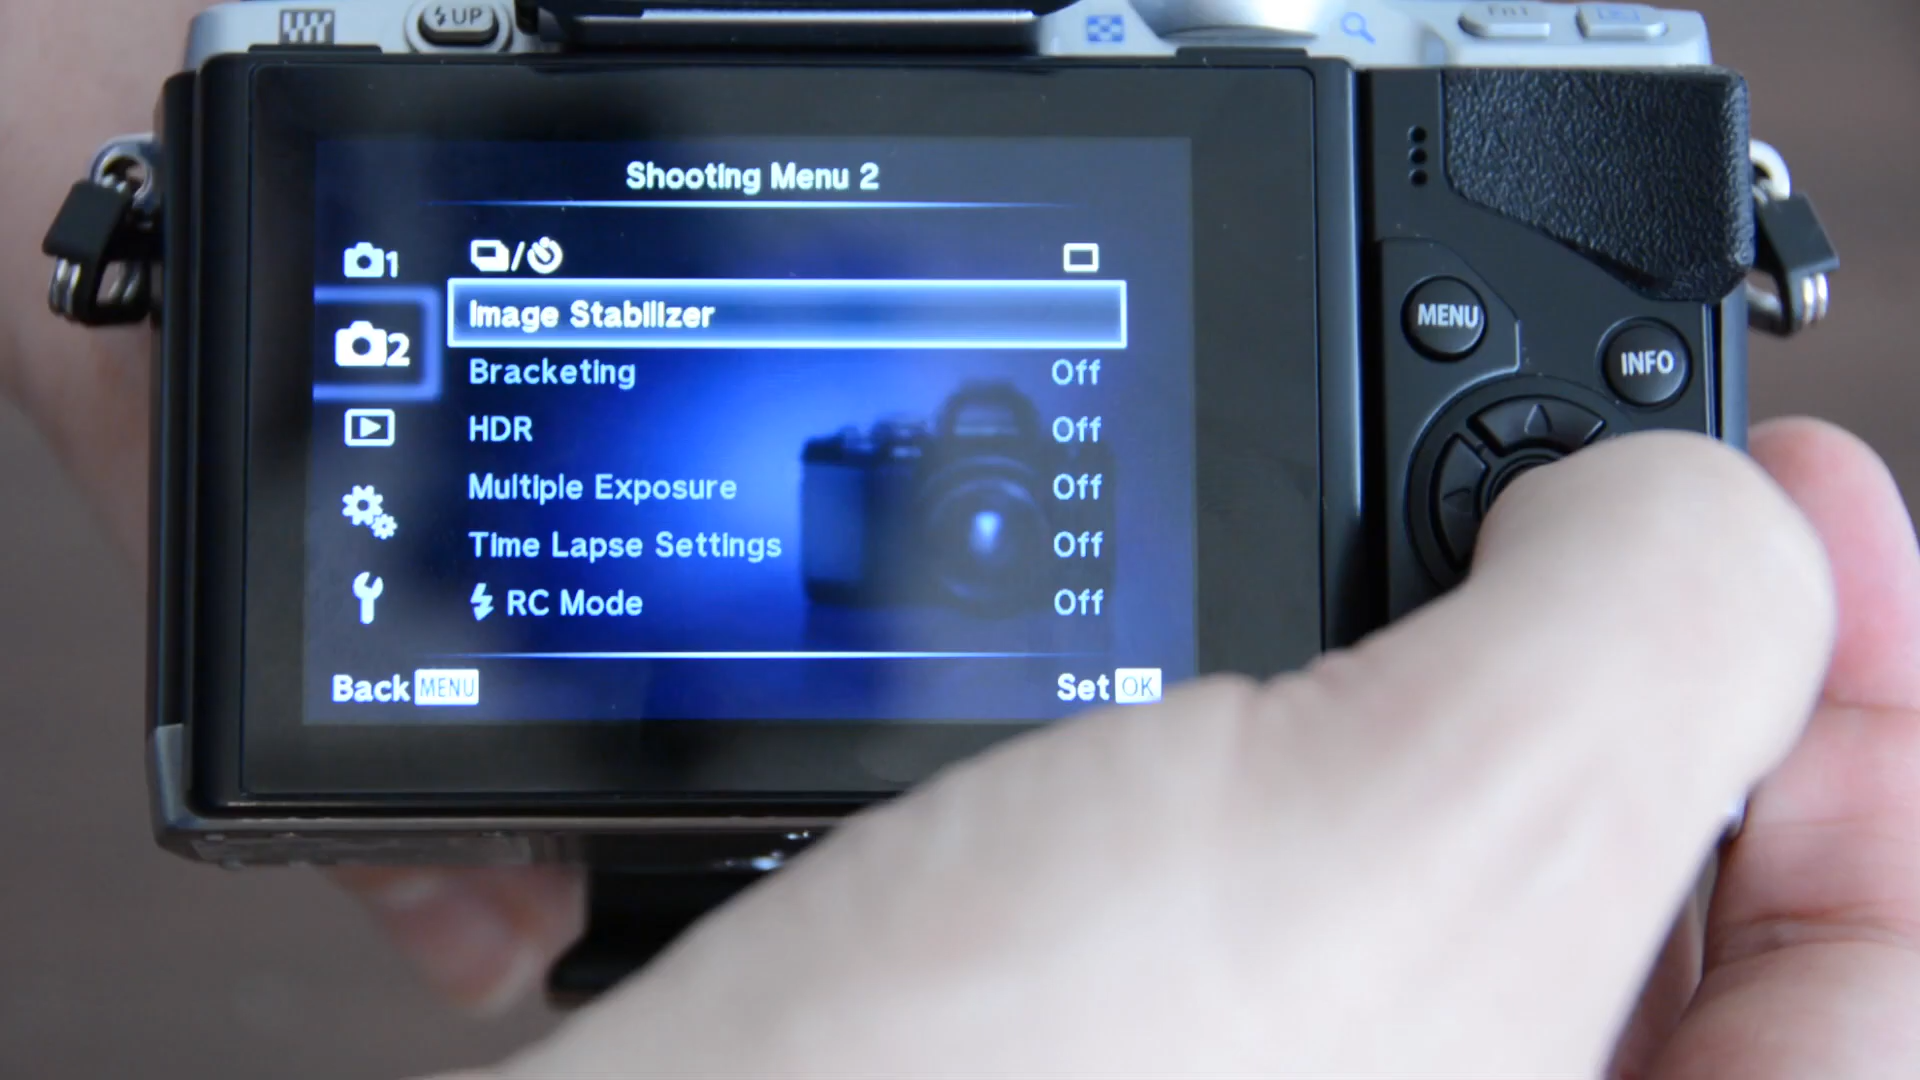 UP
Fn1
Shooting Menu 2
1
/
2
Image Stabilizer
Bracketing Off
HDR Off
Multiple Exposure Off
Time Lapse Settings Off
RC Mode Off
Back MENU
Set OK
MENU
INFO